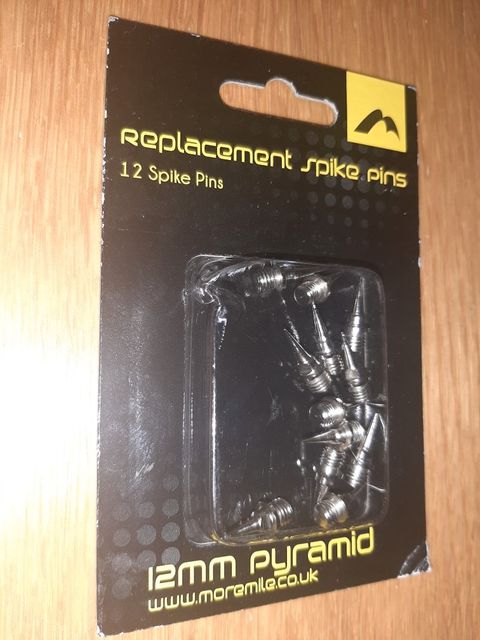 Replacement Spike Pins
12 Spike Pins
12mm Pyramid
www.moremile.co.uk